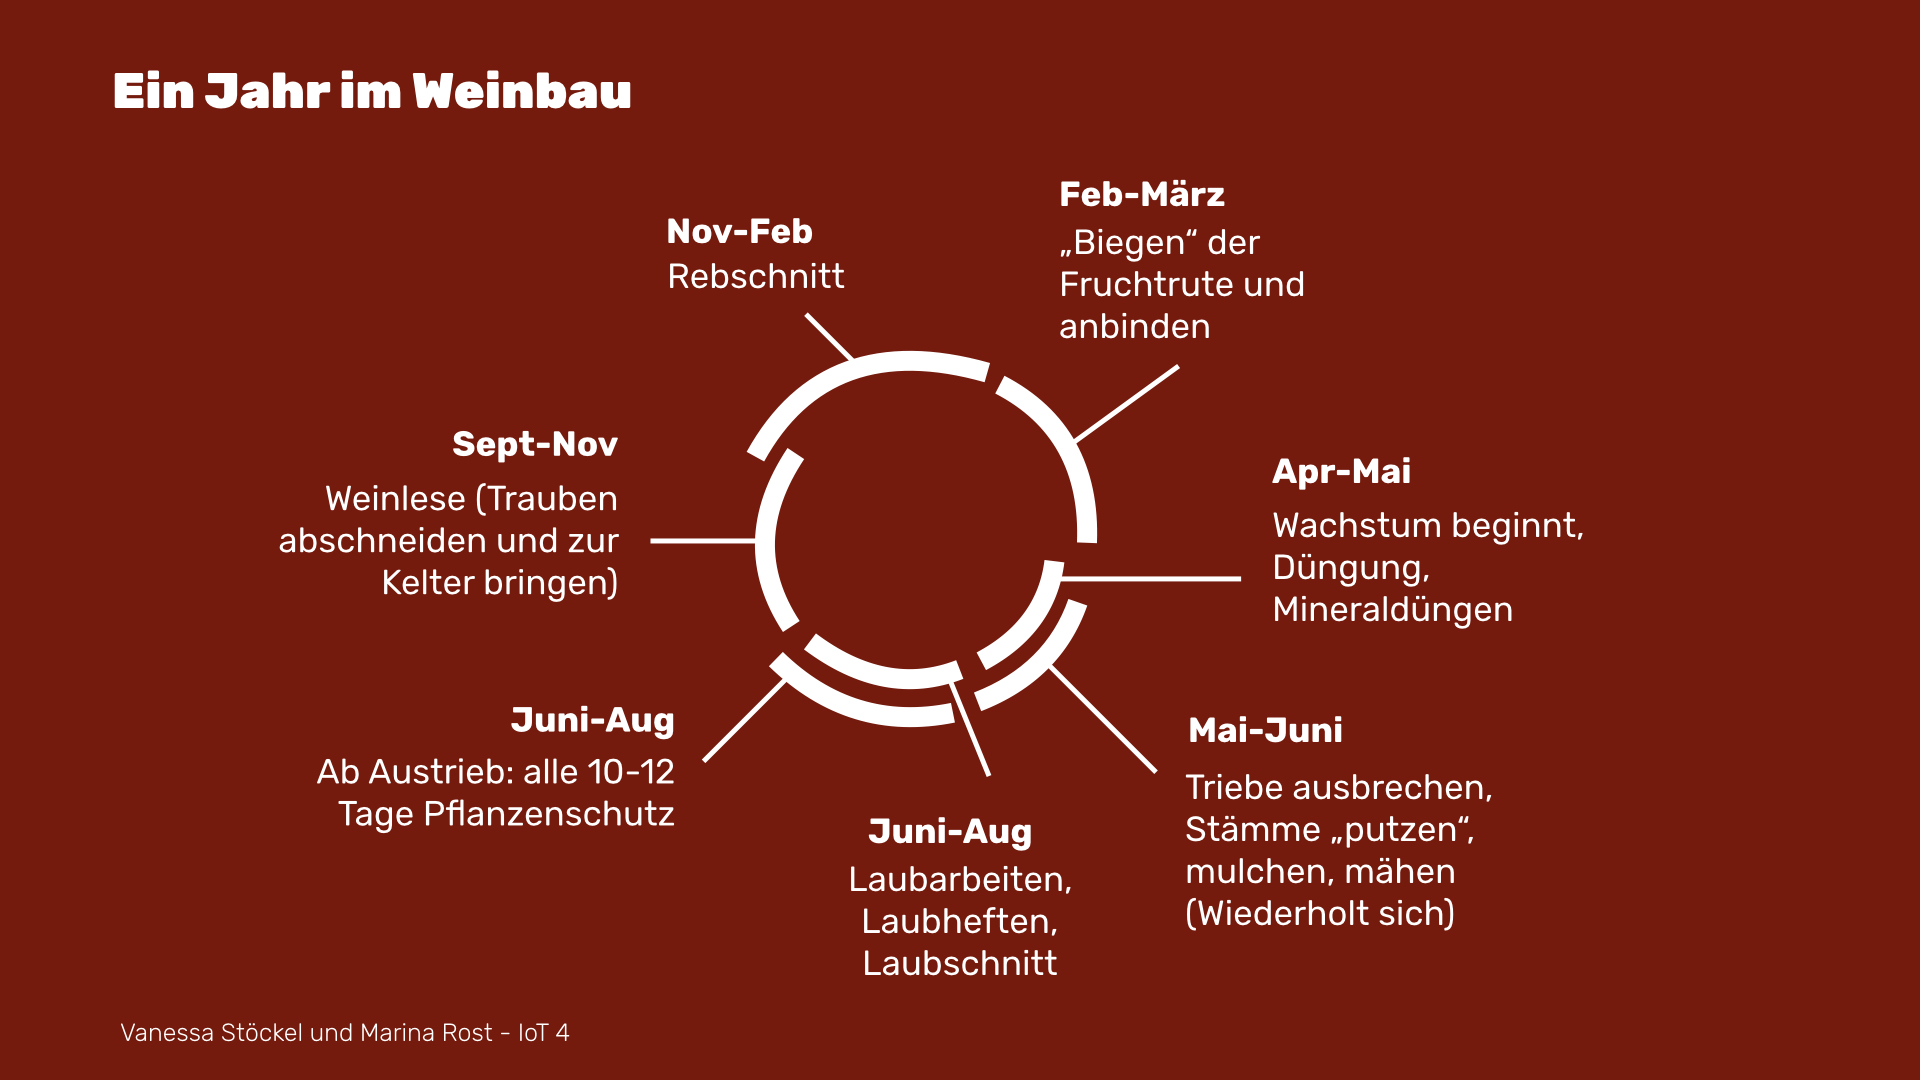 Ein Jahr im Weinbau
Nov-Feb
Rebschnitt
Feb-März
„Biegen“ der
Fruchtrute und
anbinden
Apr-Mai
Wachstum beginnt,
Düngung,
Mineraldüngen
Mai-Juni
Triebe ausbrechen,
Stämme „putzen“,
mulchen, mähen
(Wiederholt sich)
Juni-Aug
Laubarbeiten,
Laubheften,
Laubschnitt
Juni-Aug
Ab Austrieb: alle 10-12
Tage Pflanzenschutz
Sept-Nov
Weinlese (Trauben
abschneiden und zur
Kelter bringen)
Vanessa Stöckel und Marina Rost - IoT 4